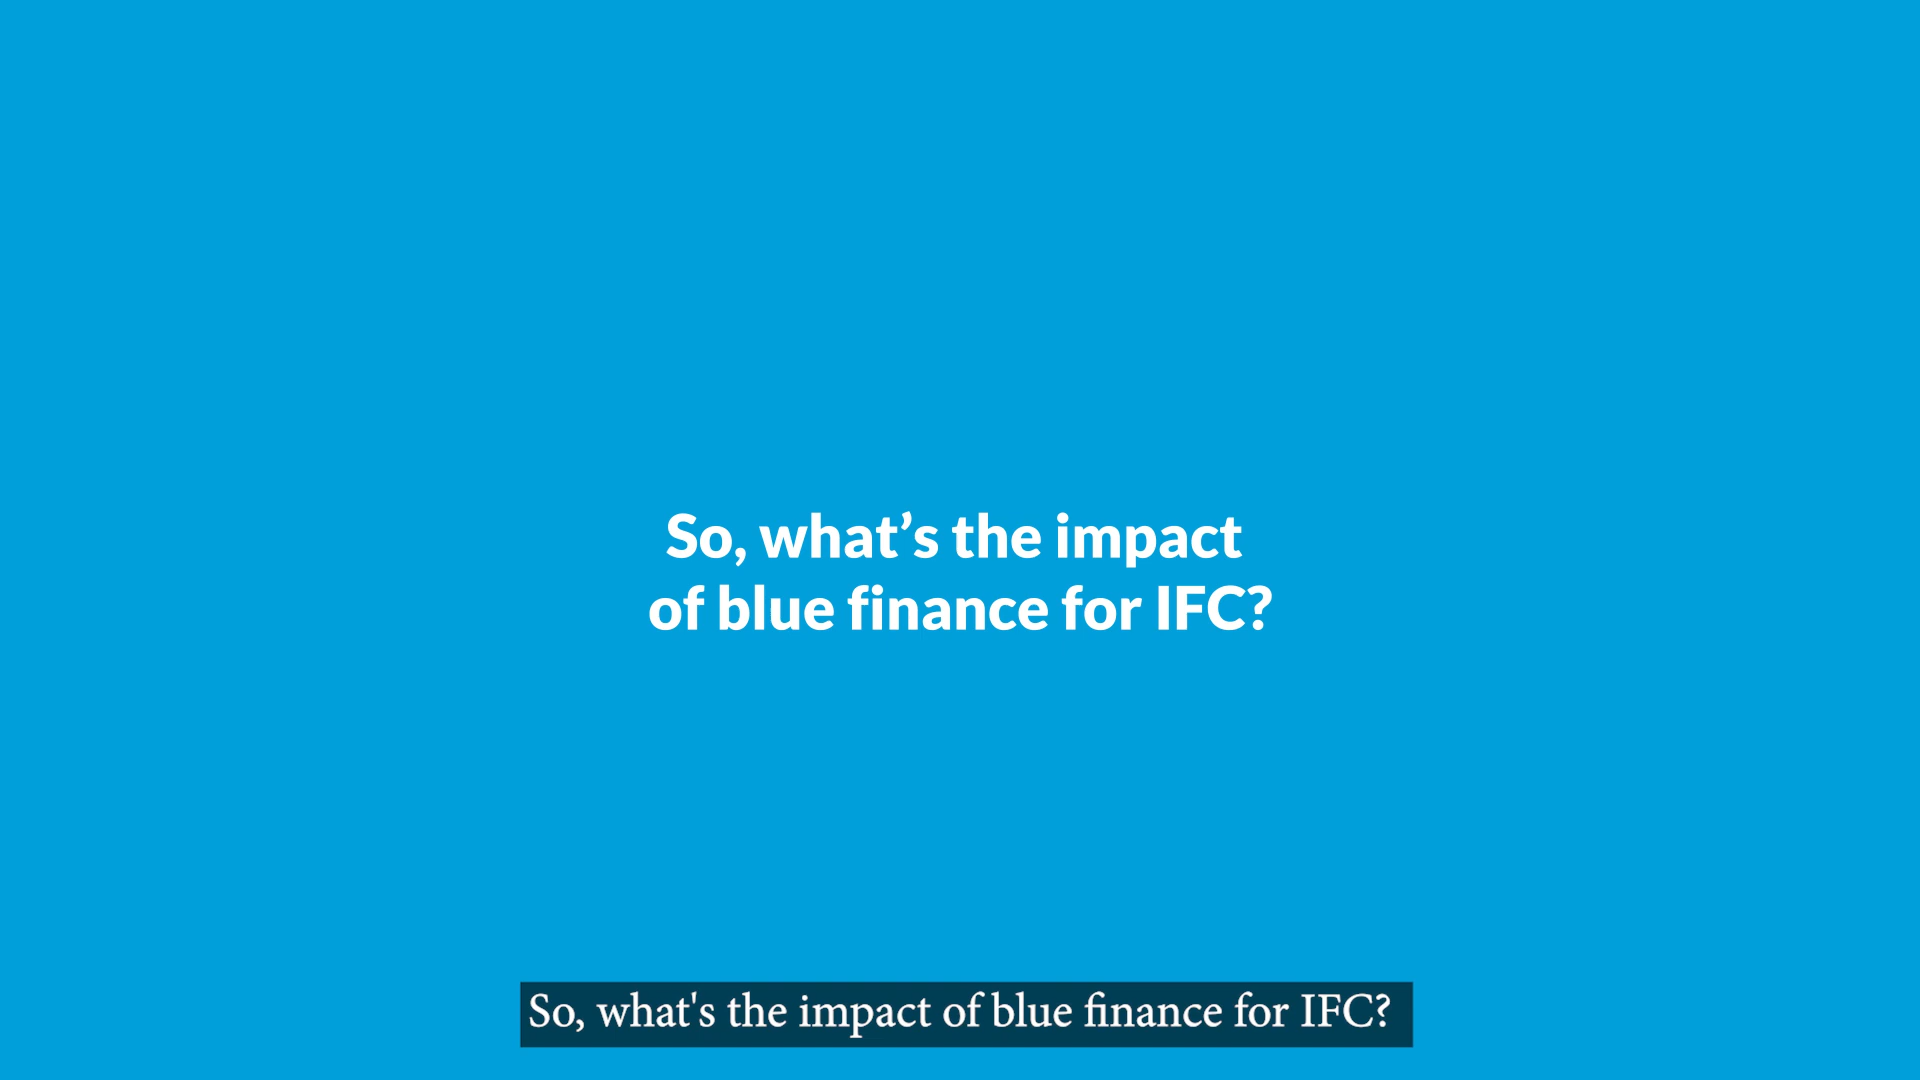 So, what’s the impact
of blue finance for IFC?
So, what's the impact of blue finance for IFC?